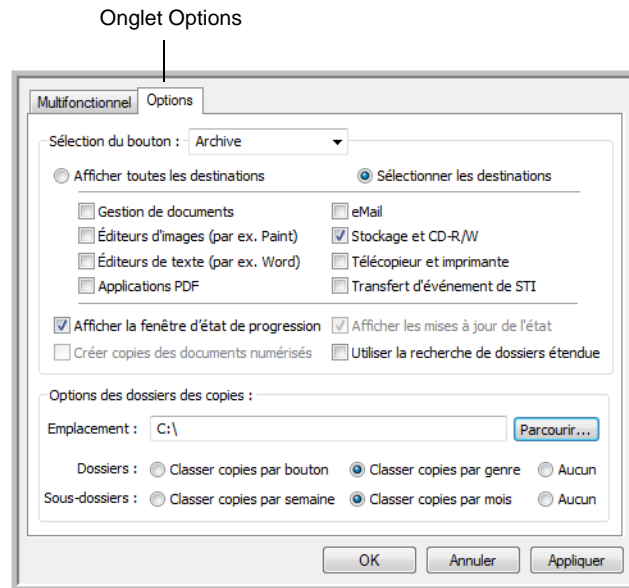 Onglet Options
Multifonctionnel Options
Sélection du bouton : Archive
Afficher toutes les destinations Sélectionner les destinations
Gestion de documents eMail
Éditeurs d'images (par ex. Paint) Stockage et CD-R/W
Éditeurs de texte (par ex. Word) Télécopieur et imprimante
Applications PDF Transfert d'événement de STI
Afficher la fenêtre d’état de progression Afficher les mises à jour de l'état
Créer copies des documents numérisés Utiliser la recherche de dossiers étendue
Options des dossiers des copies :
Emplacement : C:\ Parcourir...
Dossiers : Classer copies par bouton Classer copies par genre Aucun
Sous-dossiers : Classer copies par semaine Classer copies par mois Aucun
OK Annuler Appliquer